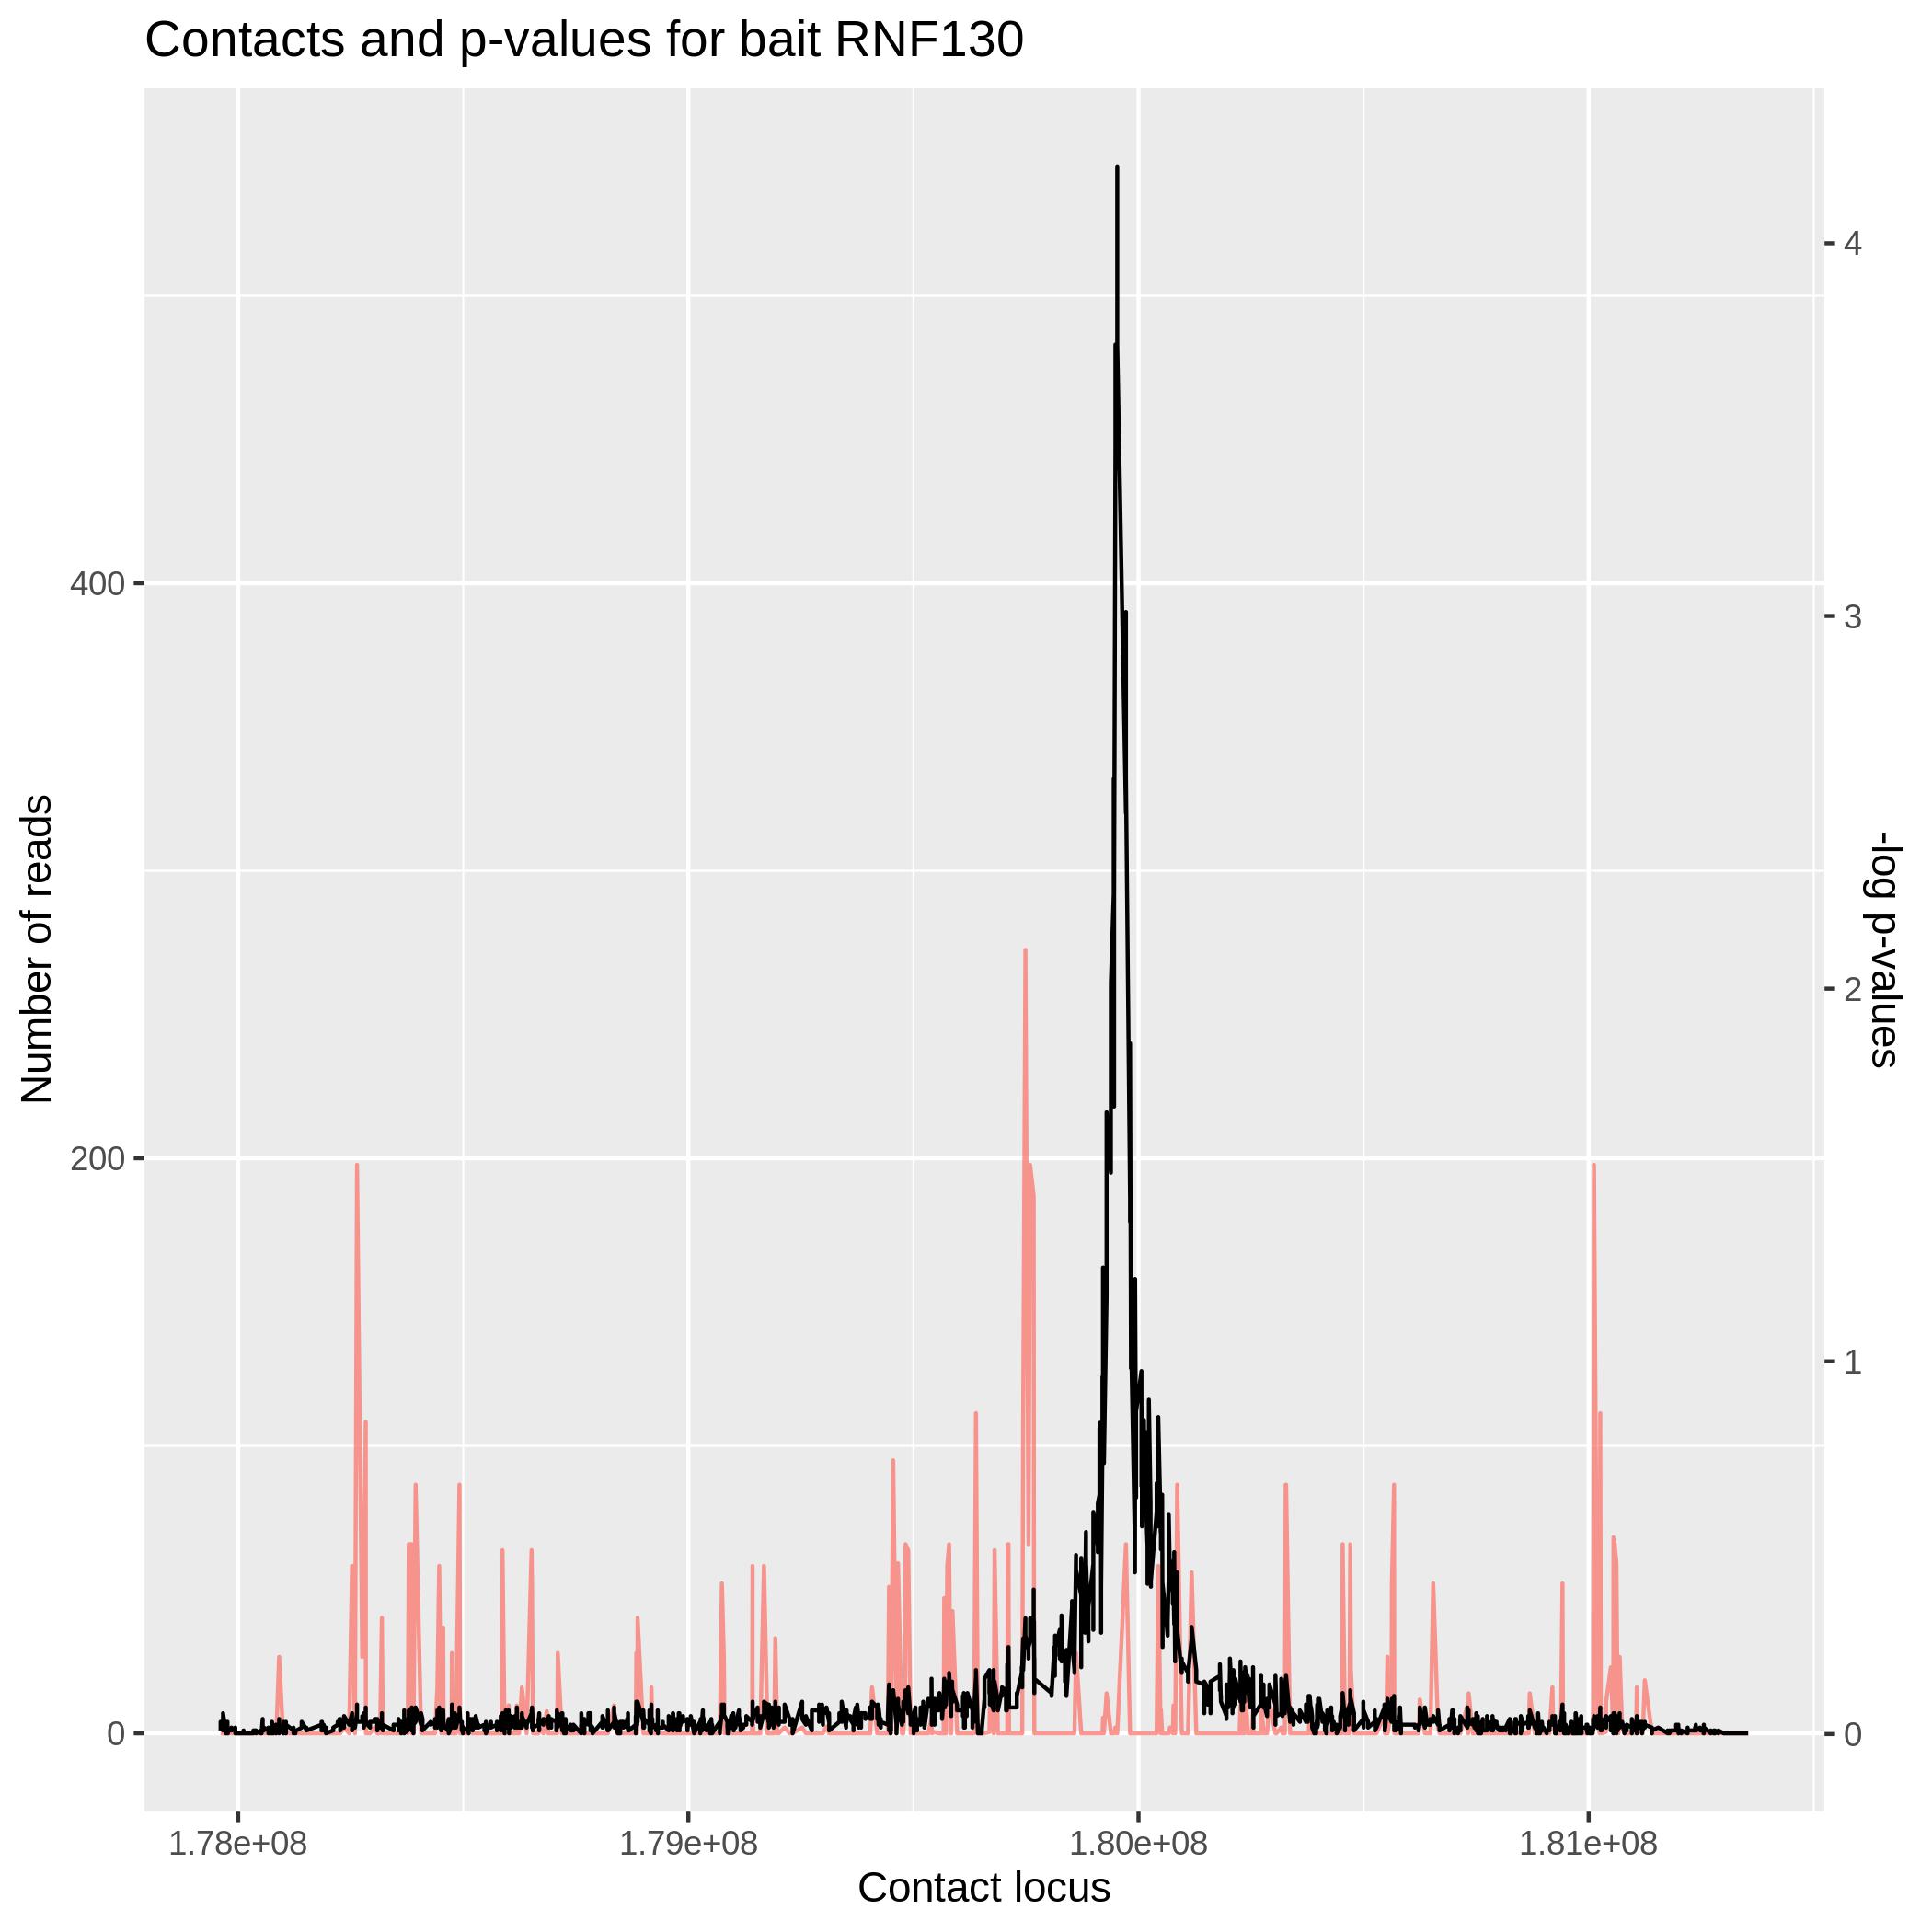 Contacts and p-values for bait RNF130
Number of reads
400
200
0
4
3
2
1
0
-log p-values
1.78e+08
1.79e+08
1.80e+08
1.81e+08
Contact locus